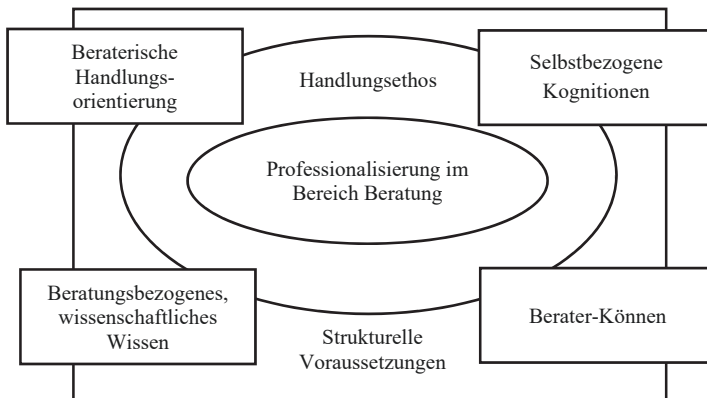 Beraterische
Handlungs-
orientierung
Handlungsethos
Selbstbezogene
Kognitionen
Professionalisierung im
Bereich Beratung
Beratungsbezogenes,
wissenschaftliches
Wissen
Strukturelle
Voraussetzungen
Berater-Können